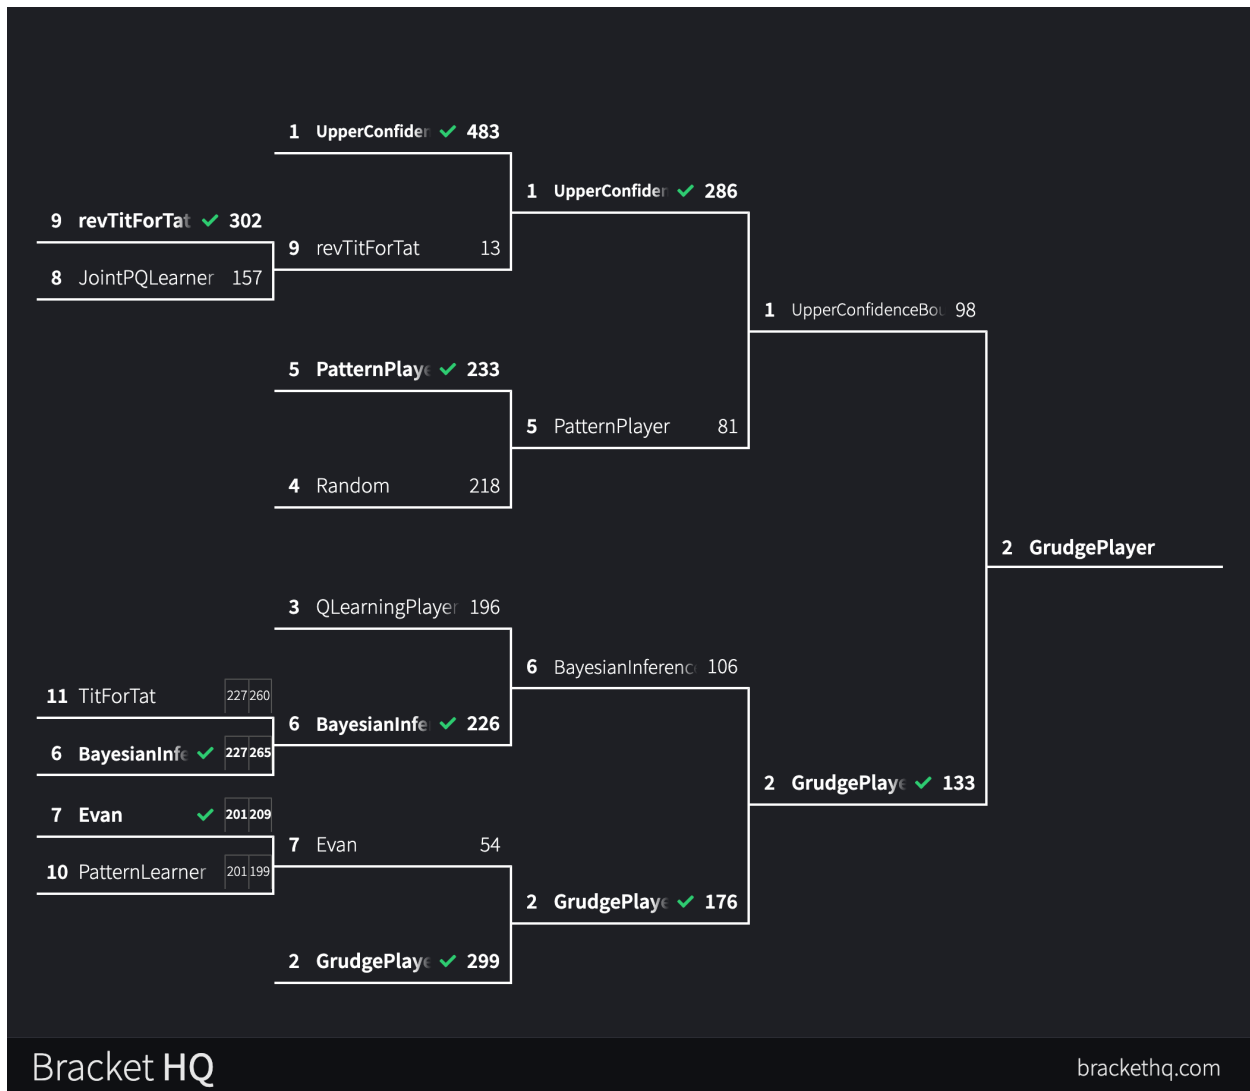 1 UpperConfiden 483
9 revTitForTat 302
8 JointPQLearner 157
9 revTitForTat 13
1 UpperConfiden 286
5 PatternPlaye 233
4 Random 218
5 PatternPlayer 81
1 UpperConfidenceBou 98
3 QLearningPlayer 196
11 TitForTat 227 260
6 BayesianInfe 227 265
6 BayesianInfe 226
6 BayesianInference 106
7 Evan 201 209
10 PatternLearner 201 199
7 Evan 54
2 GrudgePlaye 299
2 GrudgePlaye 176
2 GrudgePlaye 133
2 GrudgePlayer
Bracket HQ
brackethq.com